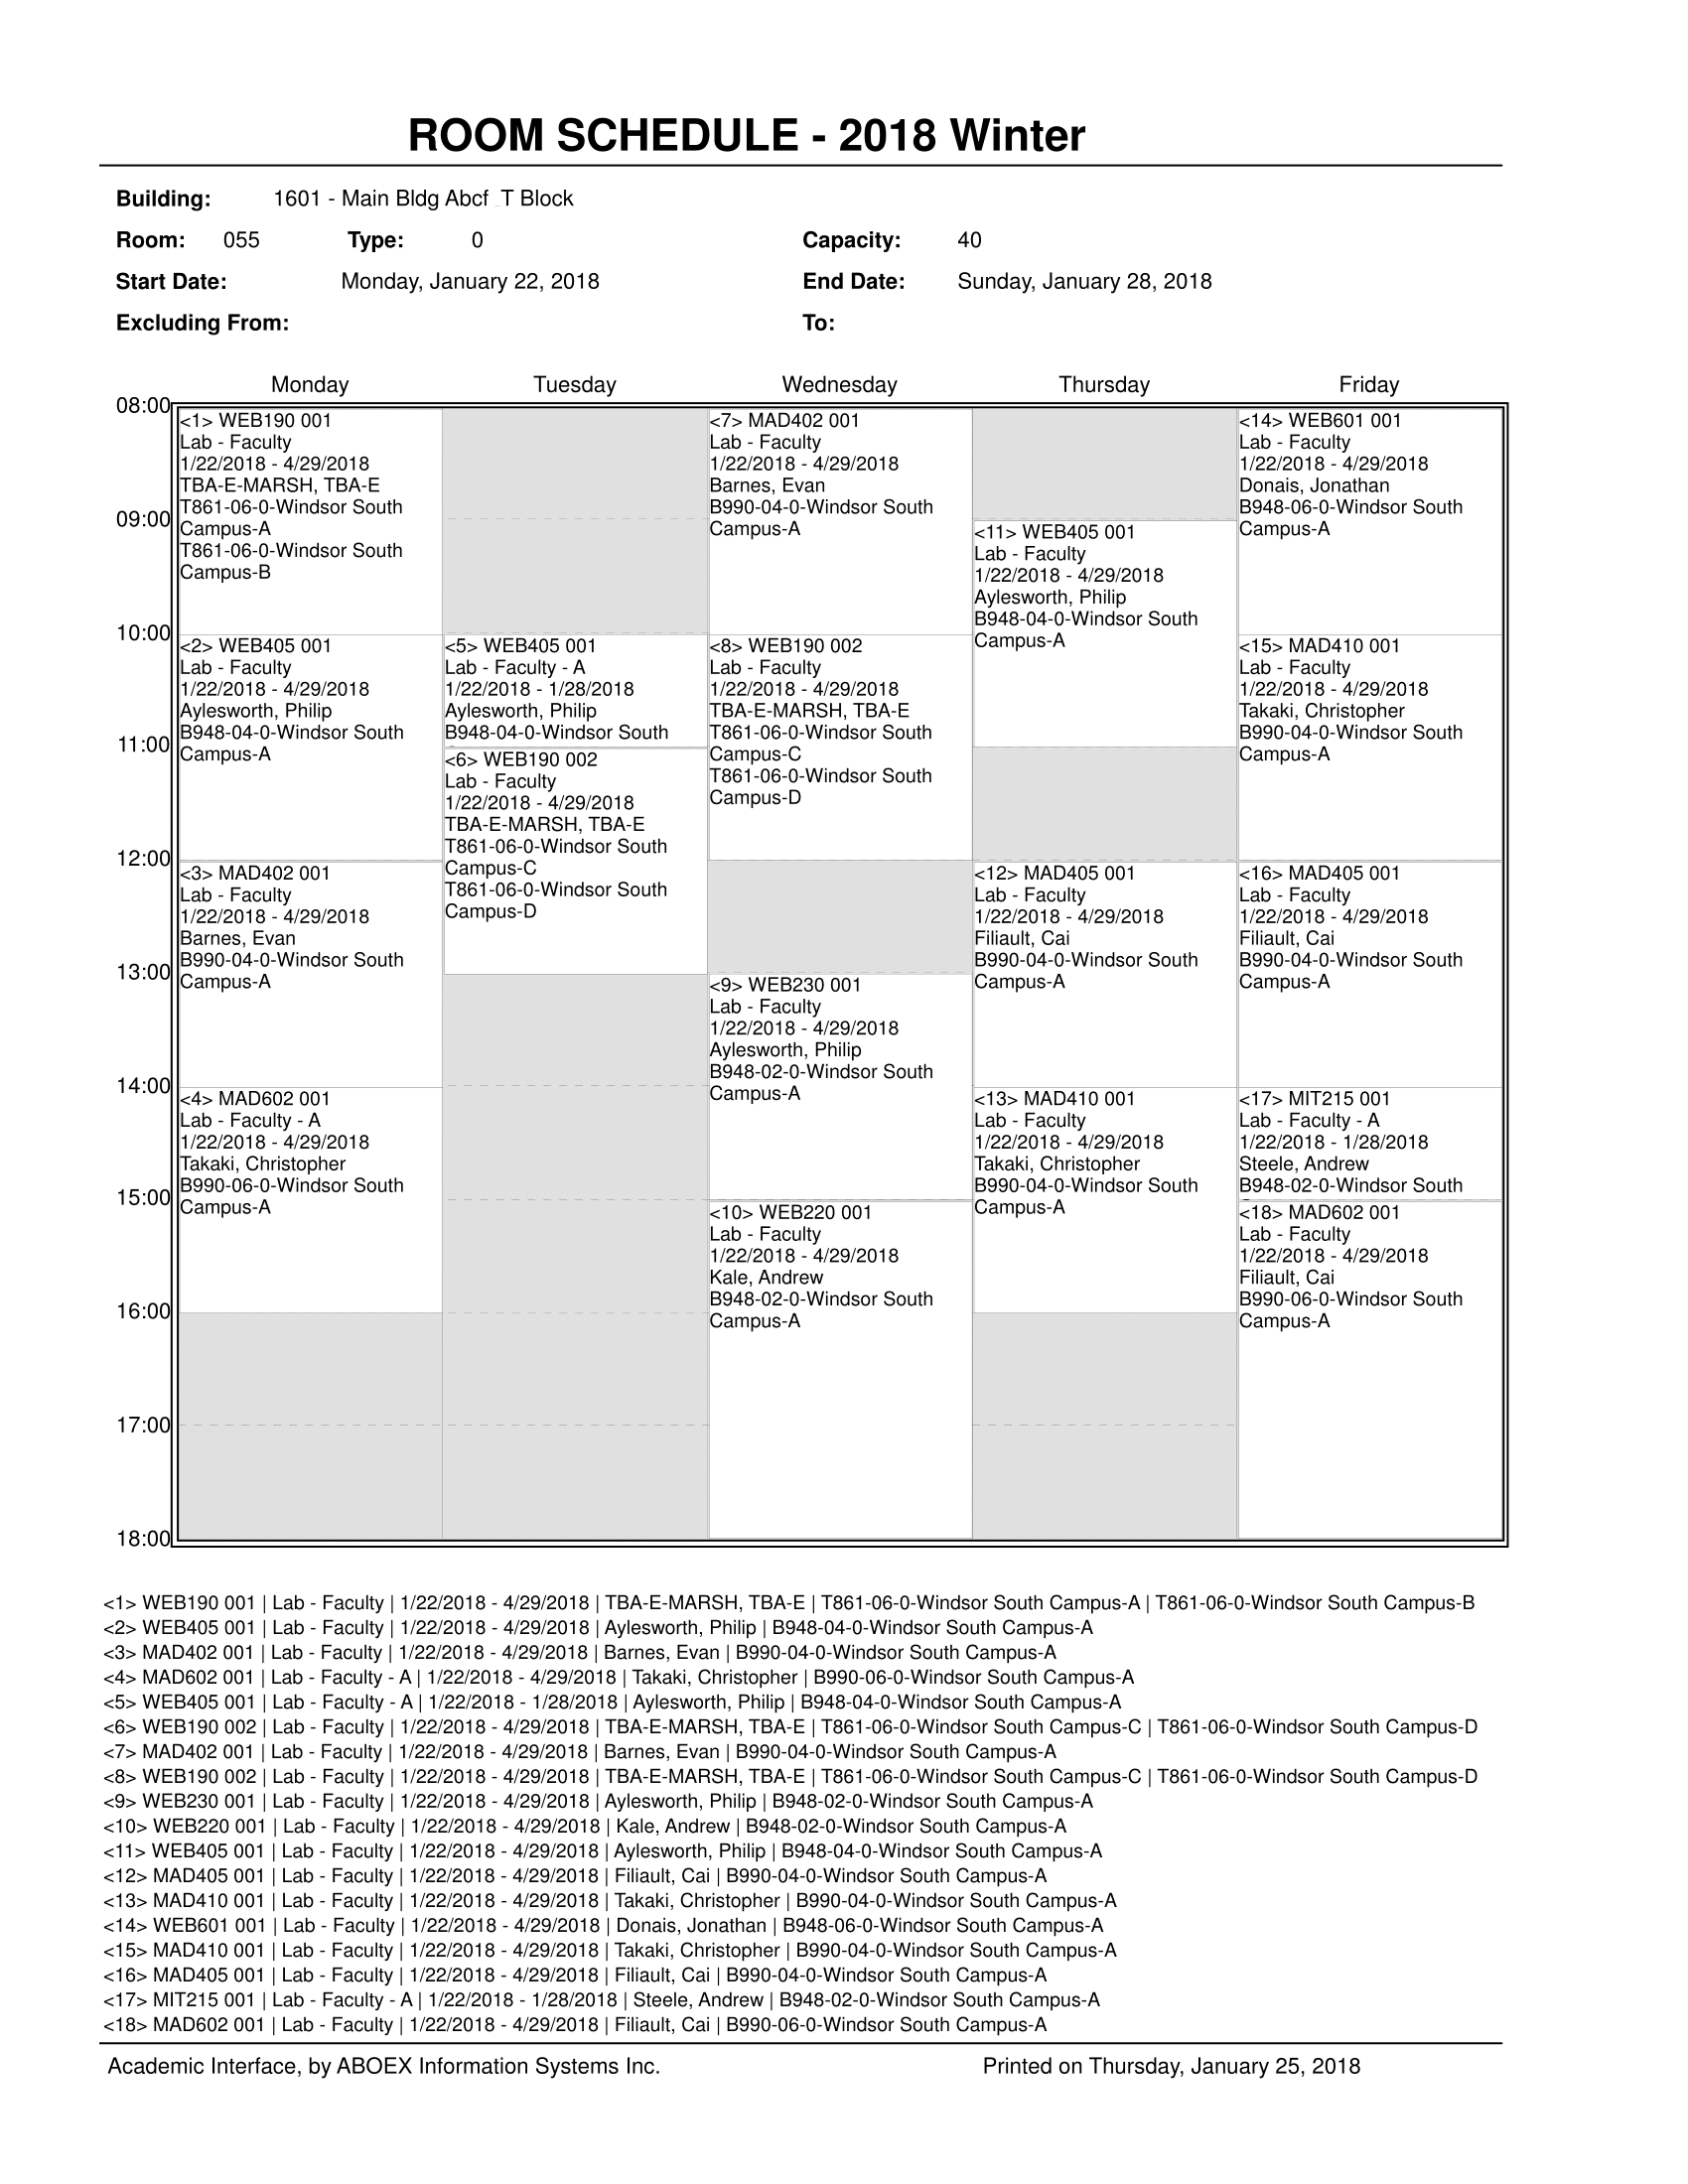 ROOM SCHEDULE - 2018 Winter
Building: 1601 - Main Bldg Abcf T Block
Room: 055 Type: 0 Capacity: 40
Start Date: Monday, January 22, 2018 End Date: Sunday, January 28, 2018
Excluding From: To:
Monday Tuesday Wednesday Thursday Friday
08:00
09:00
10:00
11:00
12:00
13:00
14:00
15:00
16:00
17:00
18:00
<1> WEB190 001
Lab - Faculty
1/22/2018 - 4/29/2018
TBA-E-MARSH, TBA-E
T861-06-0-Windsor South
Campus-A
T861-06-0-Windsor South
Campus-B
<2> WEB405 001
Lab - Faculty
1/22/2018 - 4/29/2018
Aylesworth, Philip
B948-04-0-Windsor South
Campus-A
<3> MAD402 001
Lab - Faculty
1/22/2018 - 4/29/2018
Barnes, Evan
B990-04-0-Windsor South
Campus-A
<4> MAD602 001
Lab - Faculty - A
1/22/2018 - 4/29/2018
Takaki, Christopher
B990-06-0-Windsor South
Campus-A
<5> WEB405 001
Lab - Faculty - A
1/22/2018 - 1/28/2018
Aylesworth, Philip
B948-04-0-Windsor South
<6> WEB190 002
Lab - Faculty
1/22/2018 - 4/29/2018
TBA-E-MARSH, TBA-E
T861-06-0-Windsor South
Campus-C
T861-06-0-Windsor South
Campus-D
<7> MAD402 001
Lab - Faculty
1/22/2018 - 4/29/2018
Barnes, Evan
B990-04-0-Windsor South
Campus-A
<8> WEB190 002
Lab - Faculty
1/22/2018 - 4/29/2018
TBA-E-MARSH, TBA-E
T861-06-0-Windsor South
Campus-C
T861-06-0-Windsor South
Campus-D
<9> WEB230 001
Lab - Faculty
1/22/2018 - 4/29/2018
Aylesworth, Philip
B948-02-0-Windsor South
Campus-A
<10> WEB220 001
Lab - Faculty
1/22/2018 - 4/29/2018
Kale, Andrew
B948-02-0-Windsor South
Campus-A
<11> WEB405 001
Lab - Faculty
1/22/2018 - 4/29/2018
Aylesworth, Philip
B948-04-0-Windsor South
Campus-A
<12> MAD405 001
Lab - Faculty
1/22/2018 - 4/29/2018
Filiault, Cai
B990-04-0-Windsor South
Campus-A
<13> MAD410 001
Lab - Faculty
1/22/2018 - 4/29/2018
Takaki, Christopher
B990-04-0-Windsor South
Campus-A
<14> WEB601 001
Lab - Faculty
1/22/2018 - 4/29/2018
Donais, Jonathan
B948-06-0-Windsor South
Campus-A
<15> MAD410 001
Lab - Faculty
1/22/2018 - 4/29/2018
Takaki, Christopher
B990-04-0-Windsor South
Campus-A
<16> MAD405 001
Lab - Faculty
1/22/2018 - 4/29/2018
Filiault, Cai
B990-04-0-Windsor South
Campus-A
<17> MIT215 001
Lab - Faculty - A
1/22/2018 - 1/28/2018
Steele, Andrew
B948-02-0-Windsor South
<18> MAD602 001
Lab - Faculty
1/22/2018 - 4/29/2018
Filiault, Cai
B990-06-0-Windsor South
Campus-A
<1> WEB190 001 | Lab - Faculty | 1/22/2018 - 4/29/2018 | TBA-E-MARSH, TBA-E | T861-06-0-Windsor South Campus-A | T861-06-0-Windsor South Campus-B
<2> WEB405 001 | Lab - Faculty | 1/22/2018 - 4/29/2018 | Aylesworth, Philip | B948-04-0-Windsor South Campus-A
<3> MAD402 001 | Lab - Faculty | 1/22/2018 - 4/29/2018 | Barnes, Evan | B990-04-0-Windsor South Campus-A
<4> MAD602 001 | Lab - Faculty - A | 1/22/2018 - 4/29/2018 | Takaki, Christopher | B990-06-0-Windsor South Campus-A
<5> WEB405 001 | Lab - Faculty - A | 1/22/2018 - 1/28/2018 | Aylesworth, Philip | B948-04-0-Windsor South Campus-A
<6> WEB190 002 | Lab - Faculty | 1/22/2018 - 4/29/2018 | TBA-E-MARSH, TBA-E | T861-06-0-Windsor South Campus-C | T861-06-0-Windsor South Campus-D
<7> MAD402 001 | Lab - Faculty | 1/22/2018 - 4/29/2018 | Barnes, Evan | B990-04-0-Windsor South Campus-A
<8> WEB190 002 | Lab - Faculty | 1/22/2018 - 4/29/2018 | TBA-E-MARSH, TBA-E | T861-06-0-Windsor South Campus-C | T861-06-0-Windsor South Campus-D
<9> WEB230 001 | Lab - Faculty | 1/22/2018 - 4/29/2018 | Aylesworth, Philip | B948-02-0-Windsor South Campus-A
<10> WEB220 001 | Lab - Faculty | 1/22/2018 - 4/29/2018 | Kale, Andrew | B948-02-0-Windsor South Campus-A
<11> WEB405 001 | Lab - Faculty | 1/22/2018 - 4/29/2018 | Aylesworth, Philip | B948-04-0-Windsor South Campus-A
<12> MAD405 001 | Lab - Faculty | 1/22/2018 - 4/29/2018 | Filiault, Cai | B990-04-0-Windsor South Campus-A
<13> MAD410 001 | Lab - Faculty | 1/22/2018 - 4/29/2018 | Takaki, Christopher | B990-04-0-Windsor South Campus-A
<14> WEB601 001 | Lab - Faculty | 1/22/2018 - 4/29/2018 | Donais, Jonathan | B948-06-0-Windsor South Campus-A
<15> MAD410 001 | Lab - Faculty | 1/22/2018 - 4/29/2018 | Takaki, Christopher | B990-04-0-Windsor South Campus-A
<16> MAD405 001 | Lab - Faculty | 1/22/2018 - 4/29/2018 | Filiault, Cai | B990-04-0-Windsor South Campus-A
<17> MIT215 001 | Lab - Faculty - A | 1/22/2018 - 1/28/2018 | Steele, Andrew | B948-02-0-Windsor South Campus-A
<18> MAD602 001 | Lab - Faculty | 1/22/2018 - 4/29/2018 | Filiault, Cai | B990-06-0-Windsor South Campus-A
Academic Interface, by ABOEX Information Systems Inc. Printed on Thursday, January 25, 2018